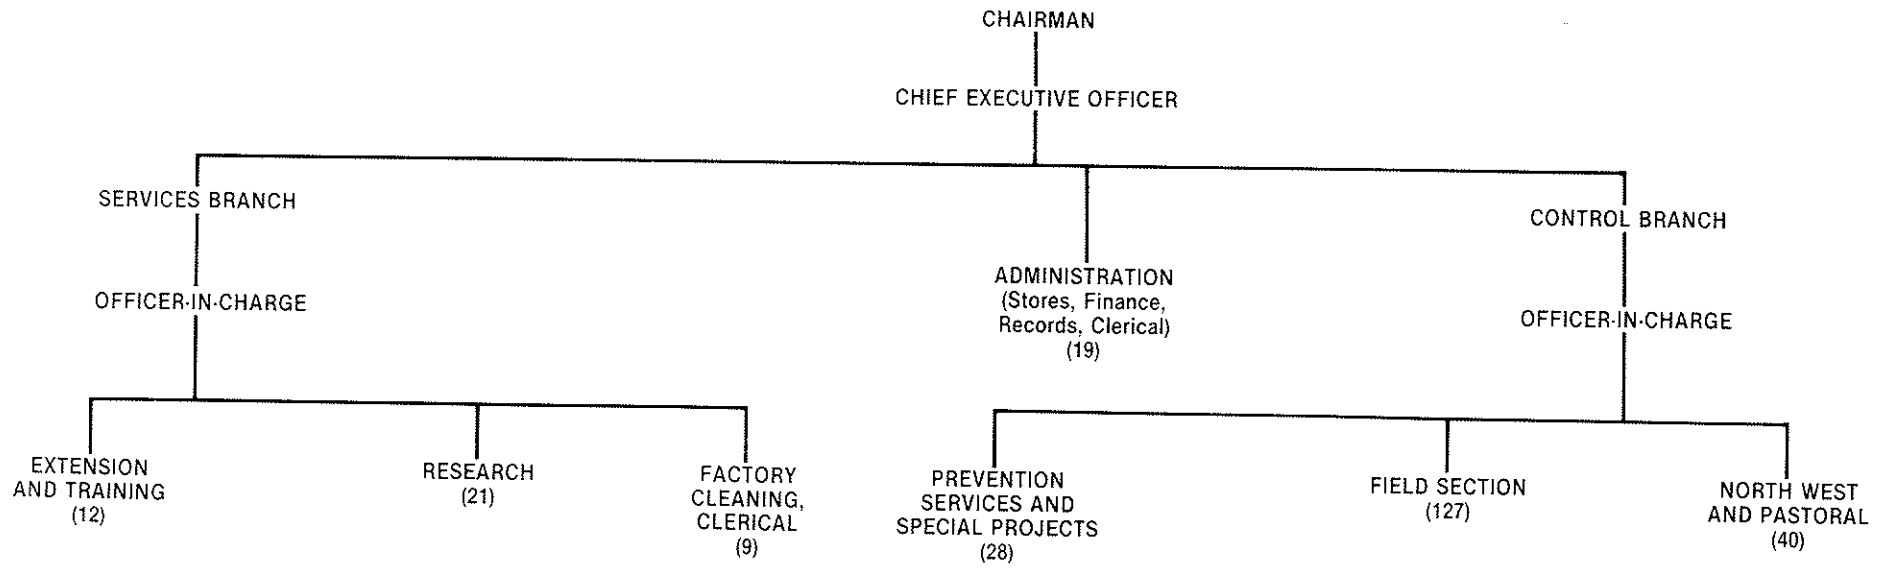 CHAIRMAN
CHIEF EXECUTIVE OFFICER
SERVICES BRANCH
CONTROL BRANCH
OFFICER-IN-CHARGE
ADMINISTRATION
(Stores, Finance,
Records, Clerical)
(19)
OFFICER-IN-CHARGE
EXTENSION
AND TRAINING
(12)
RESEARCH
(21)
FACTORY
CLEANING,
CLERICAL
(9)
PREVENTION
SERVICES AND
SPECIAL PROJECTS
(28)
FIELD SECTION
(127)
NORTH WEST
AND PASTORAL
(40)